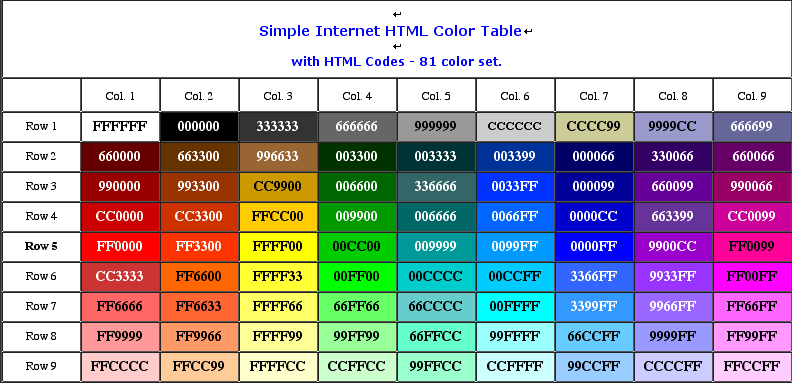 Simple Internet HTML Color Table
with HTML Codes - 81 color set.
Col. 1 Col. 2 Col. 3 Col. 4 Col. 5 Col. 6 Col. 7 Col. 8 Col. 9
Row 1 FFFFFF 000000 333333 666666 999999 CCCCCC CCCC99 9999CC 666699
Row 2 660000 663300 996633 003300 003333 003399 000066 330066 660066
Row 3 990000 993300 CC9900 006600 336666 0033FF 000099 660099 990066
Row 4 CC0000 CC3300 FFCC00 009900 006666 0066FF 0000CC 663399 CC0099
Row 5 FF0000 FF3300 FFFF00 00CC00 009999 0099FF 0000FF 9900CC FF0099
Row 6 CC3333 FF6600 FFFF33 00FF00 00CCCC 00CCFF 3366FF 9933FF FF00FF
Row 7 FF6666 FF6633 FFFF66 66FF66 66CCCC 00FFFF 3399FF 9966FF FF66FF
Row 8 FF9999 FF9966 FFFF99 99FF99 66FFCC 99FFFF 66CCFF 9999FF FF99FF
Row 9 FFCCCC FFCC99 FFFFCC CCFFCC 99FFCC CCFFFF 99CCFF CCCCFF FFCCFF